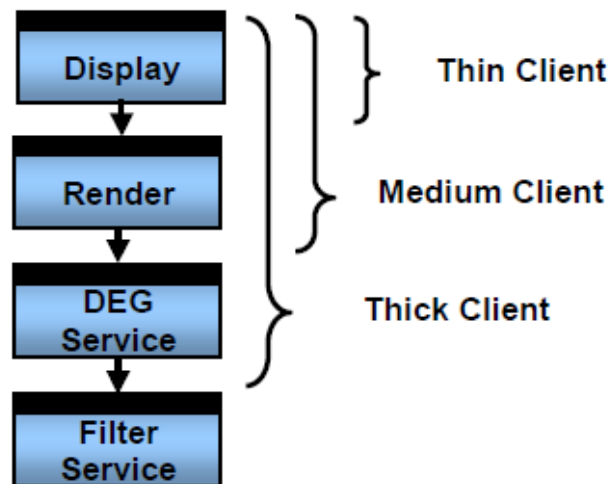 Display
Thin Client
Render
Medium Client
DEG
Service
Thick Client
Filter
Service